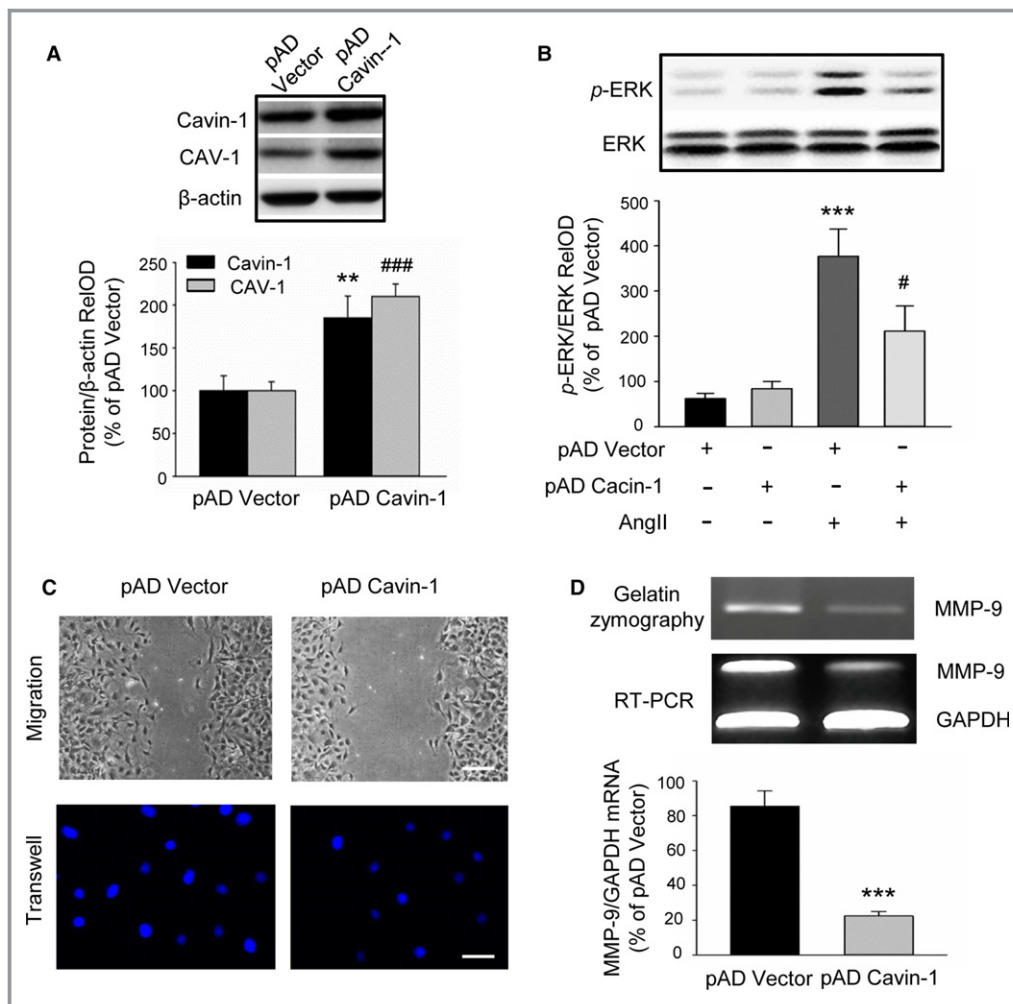 A
pAD
Vector
pAD
Cavin--1
Cavin-1
CAV-1
β-actin
Protein/β-actin RelOD
(% of pAD Vector)
250
200
150
100
50
0
Cavin-1
CAV-1
**
###
pAD Vector
pAD Cavin-1
B
p-ERK
ERK
p-ERK/ERK RelOD
(% of pAD Vector)
500
400
300
200
100
0
***
#
pAD Vector + - + -
pAD Cacin-1 - + - +
AngII - - + +
C
pAD Vector
pAD Cavin-1
Migration
Transwell
D
Gelatin
zymography
MMP-9
RT-PCR
MMP-9
GAPDH
MMP-9/GAPDH mRNA
(% of pAD Vector)
100
80
60
40
20
0
***
pAD Vector
pAD Cavin-1